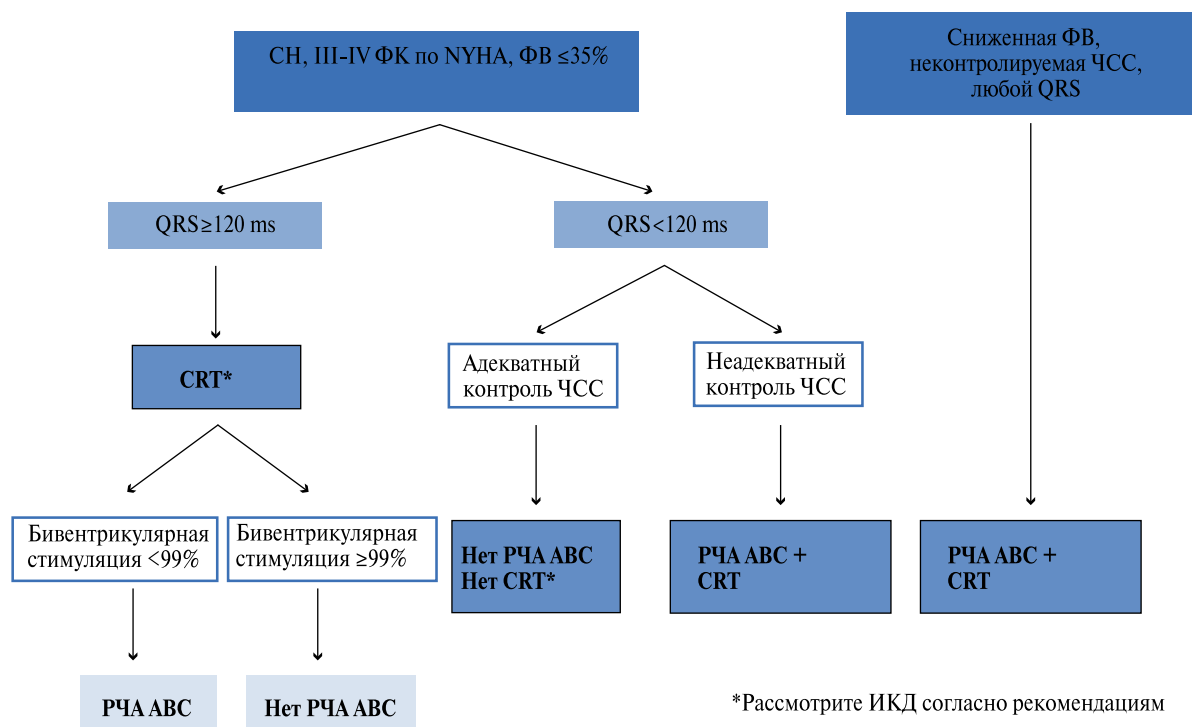 СН, III-IV ФК по NYHA, ФВ ≤35%
Сниженная ФВ,
неконтролируемая ЧСС,
любой QRS
QRS≥120 ms
QRS<120 ms
CRT*
Адекватный
контроль ЧСС
Неадекватный
контроль ЧСС
Бивентрикулярная
стимуляция <99%
Бивентрикулярная
стимуляция ≥99%
Нет РЧА АВС
Нет CRT*
РЧА АВС +
CRT
РЧА АВС +
CRT
РЧА АВС
Нет РЧА АВС
*Рассмотрите ИКД согласно рекомендациям